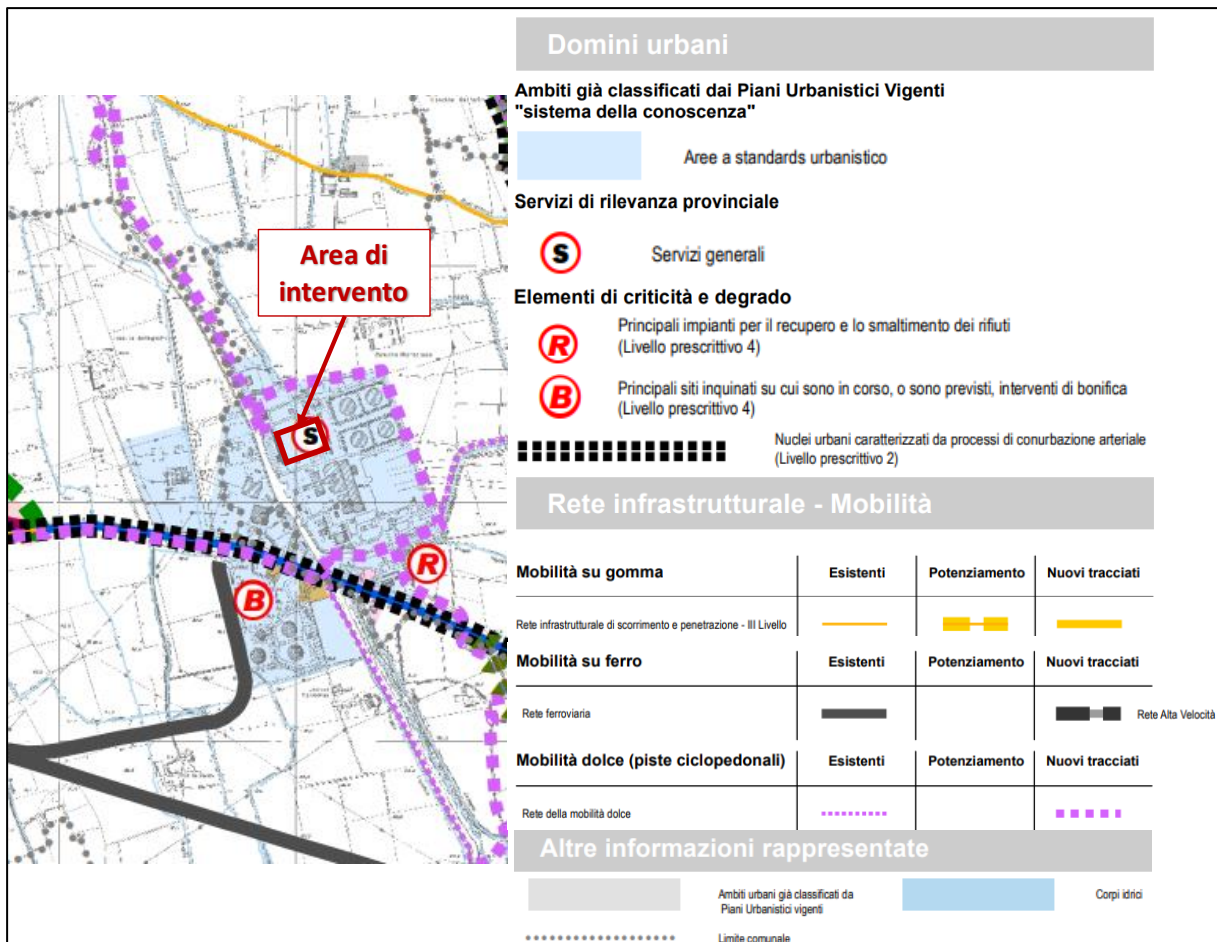 Domini urbani
Ambiti già classificati dai Piani Urbanistici Vigenti
"sistema della conoscenza"
Aree a standards urbanistico
Servizi di rilevanza provinciale
S
Servizi generali
Elementi di criticità e degrado
R
Principali impianti per il recupero e lo smaltimento dei rifiuti
(Livello prescrittivo 4)
B
Principali siti inquinati su cui sono in corso, o sono previsti, interventi di bonifica
(Livello prescrittivo 4)
Nuclei urbani caratterizzati da processi di conurbazione arteriale
(Livello prescrittivo 2)
Area di
intervento
S
R
B
Rete infrastrutturale - Mobilità
Mobilità su gomma Esistenti Potenziamento Nuovi tracciati
Rete infrastrutturale di scorrimento e penetrazione - III Livello
Mobilità su ferro Esistenti Potenziamento Nuovi tracciati
Rete ferroviaria Rete Alta Velocità
Mobilità dolce (piste ciclopedonali) Esistenti Potenziamento Nuovi tracciati
Rete della mobilità dolce
Altre informazioni rappresentate
Ambiti urbani già classificati da
Piani Urbanistici vigenti
Corpi idrici
Limite comunale